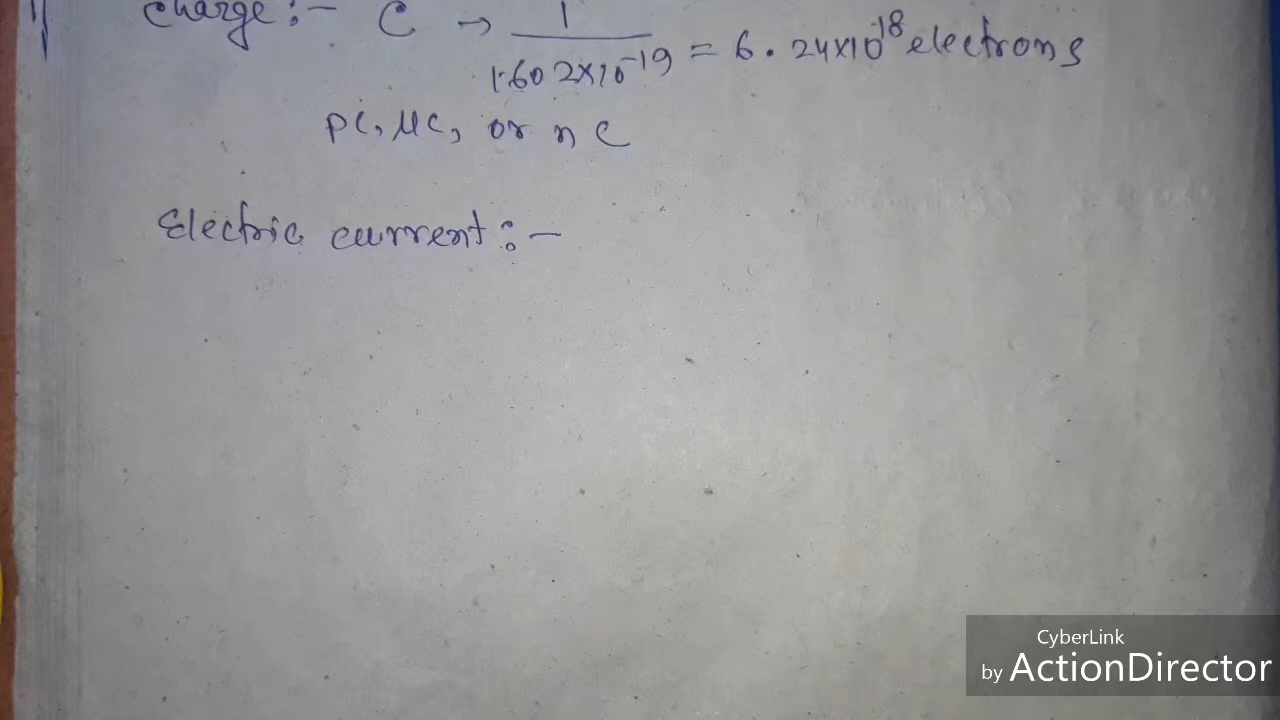 charge :- C → 1/1.602×10⁻¹⁹ = 6.24×10¹⁸ electrons
PC, μC, or nC
Electric current :-
CyberLink
by ActionDirector